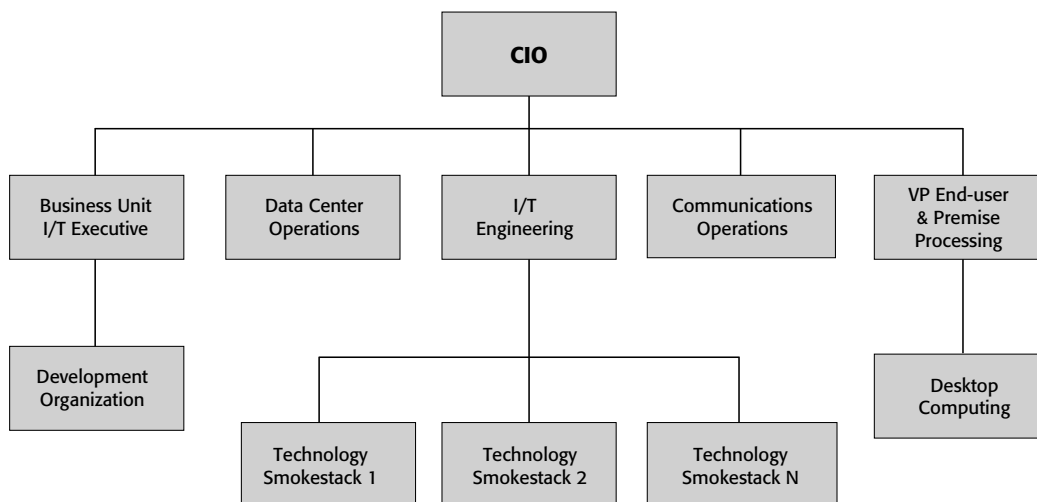 CIO
Business Unit
I/T Executive
Data Center
Operations
I/T
Engineering
Communications
Operations
VP End-user
& Premise
Processing
Development
Organization
Desktop
Computing
Technology
Smokestack 1
Technology
Smokestack 2
Technology
Smokestack N